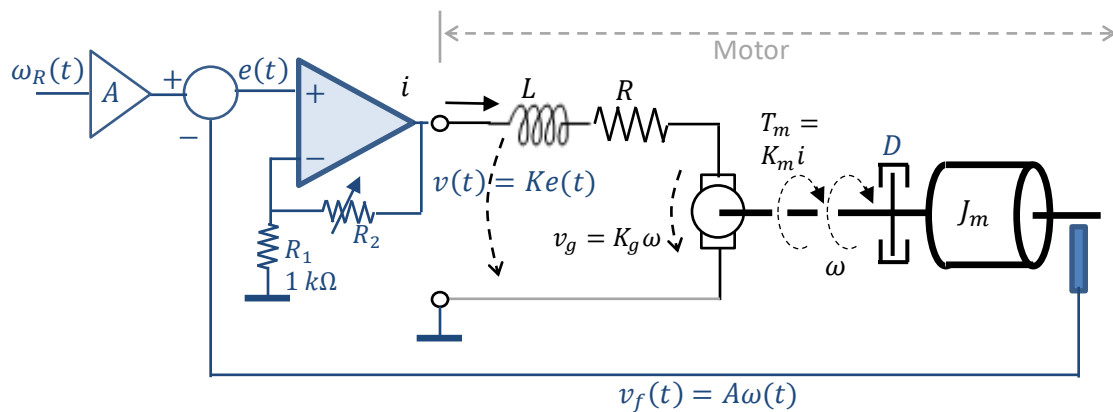 Motor
ω_R(t)
A
+
−
e(t)
+
−
i
L
R
T_m =
K_m i
D
v(t) = Ke(t)
R_2
R_1
1 kΩ
v_g = K_g ω
ω
J_m
v_f(t) = Aω(t)